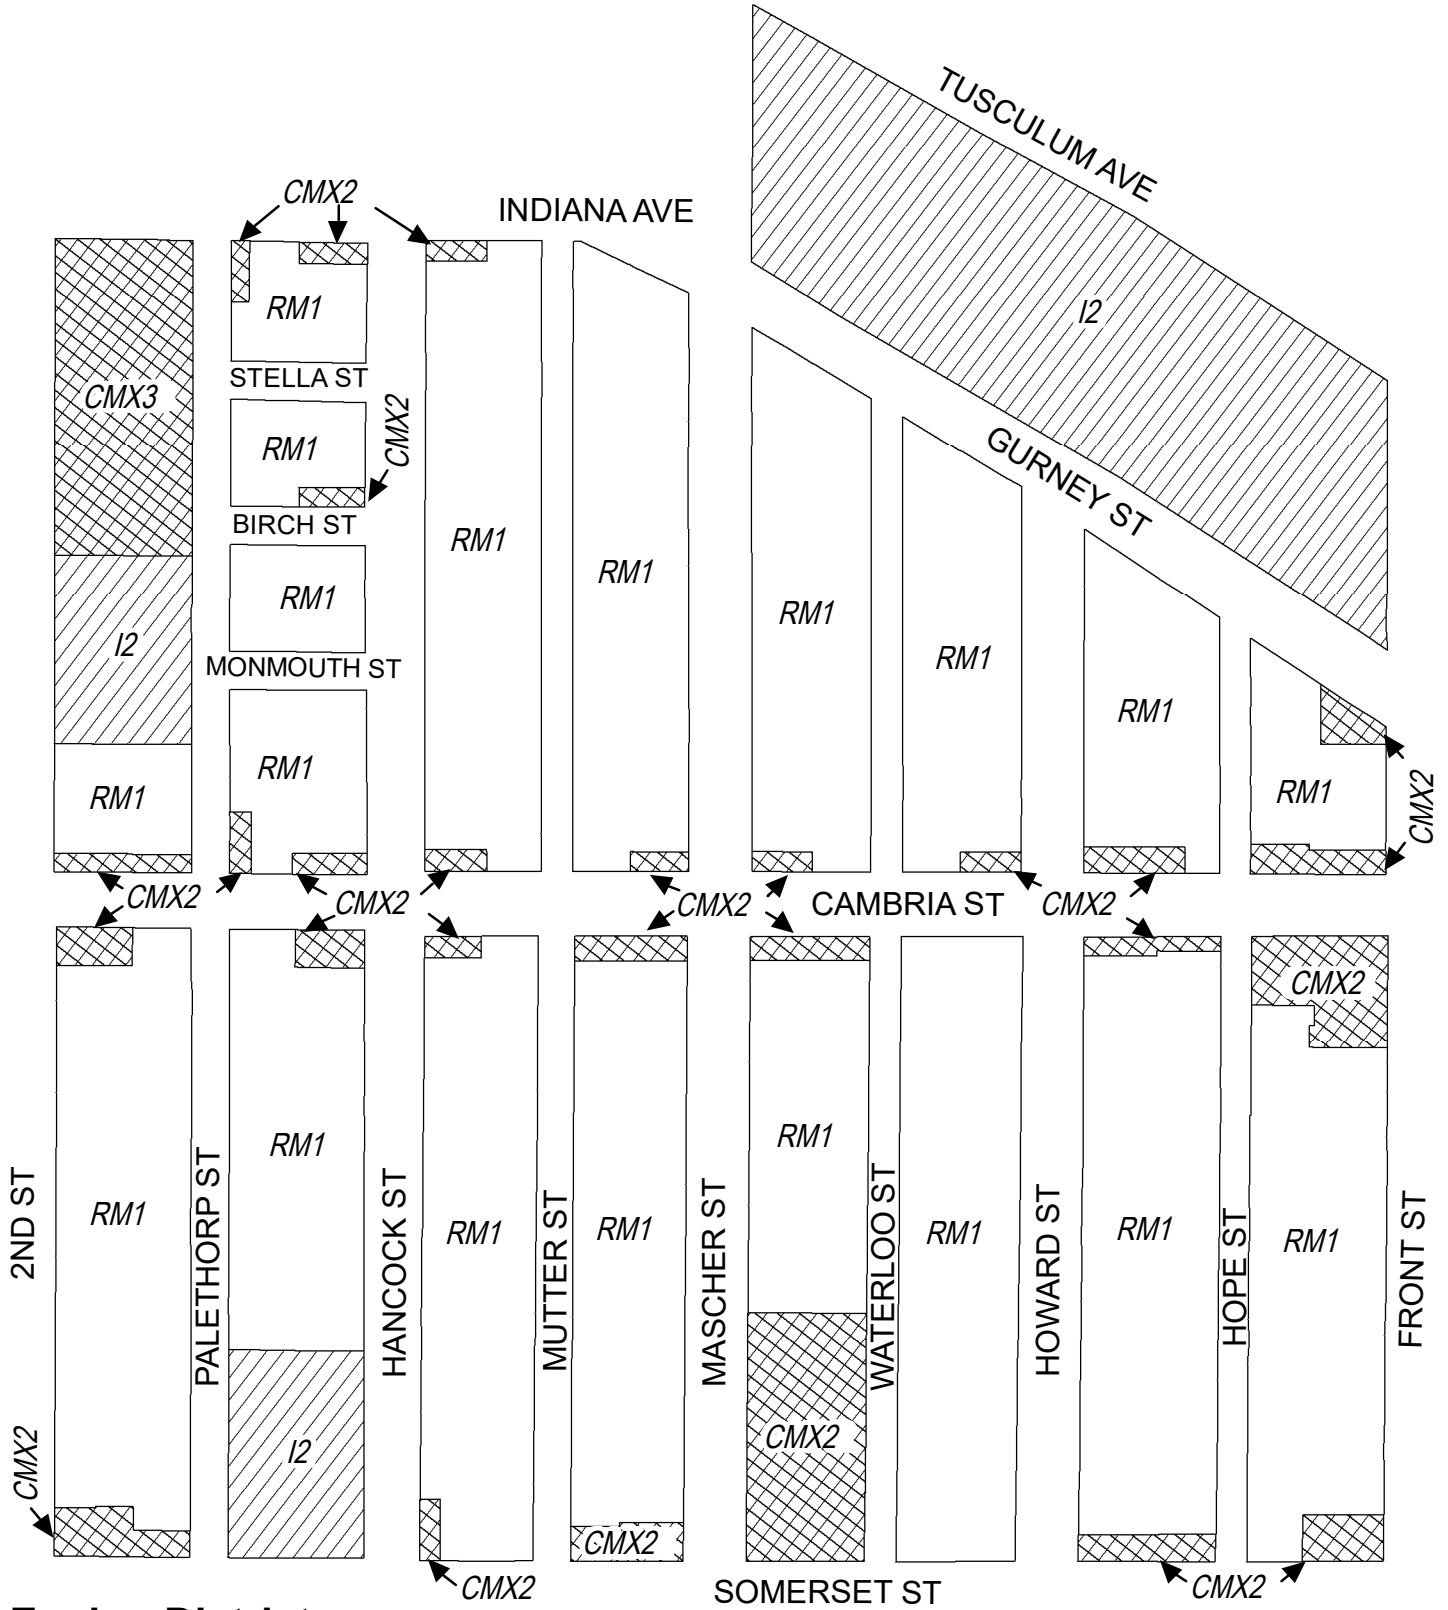 TUSCULUM AVE
CMX2
INDIANA AVE
RM1
I2
STELLA ST
CMX3
CMX2
RM1
GURNEY ST
BIRCH ST
RM1
RM1
RM1
RM1
I2
RM1
MONMOUTH ST
RM1
RM1
RM1
RM1
RM1
CMX2
CMX2
CMX2
CMX2
CAMBRIA ST
CMX2
CMX2
RM1
RM1
2ND ST
RM1
PALETHORP ST
HANCOCK ST
RM1
MUTTER ST
RM1
MASCHER ST
WATERLOO ST
RM1
HOWARD ST
RM1
HOPE ST
RM1
FRONT ST
CMX2
I2
CMX2
CMX2
CMX2
SOMERSET ST
CMX2